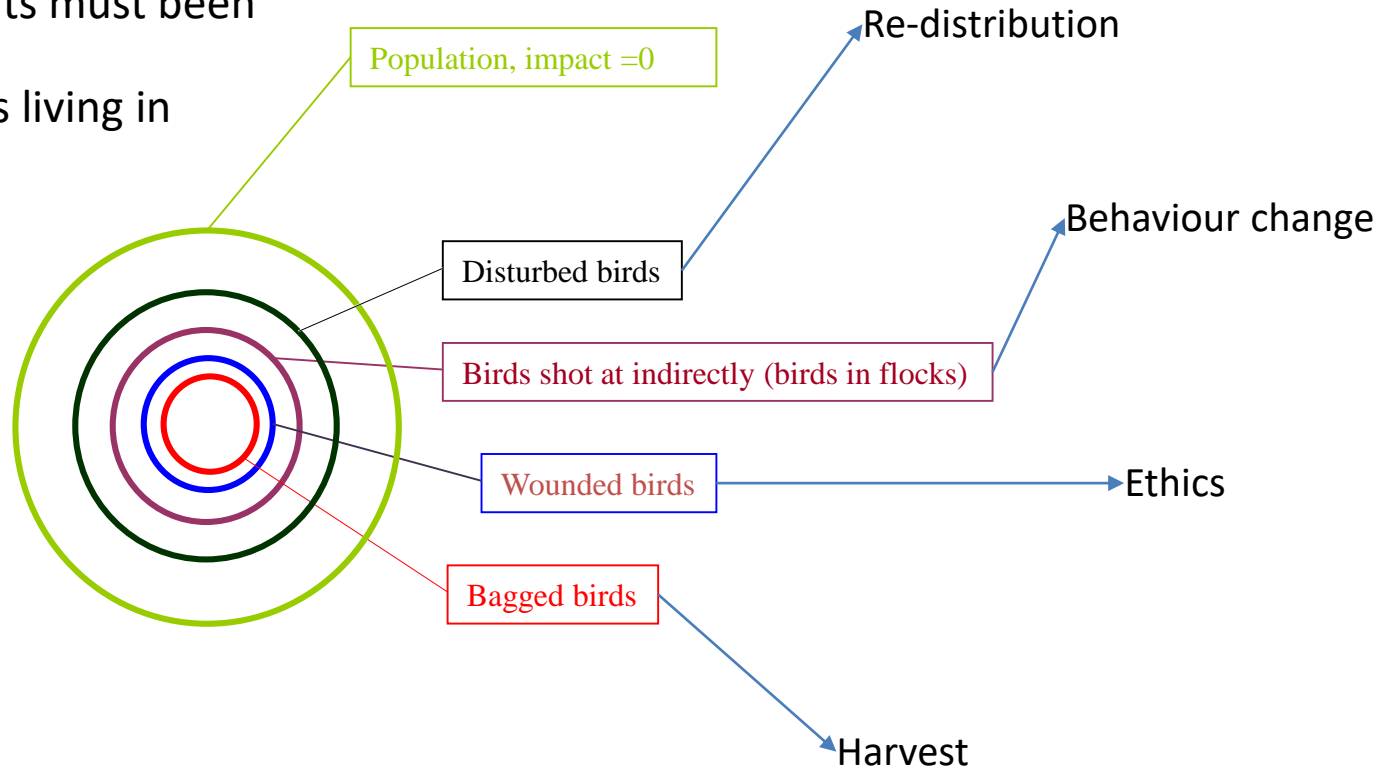 ts must been
Re-distribution
Population, impact =0
s living in
Behaviour change
Disturbed birds
Birds shot at indirectly (birds in flocks)
Wounded birds
Ethics
Bagged birds
Harvest